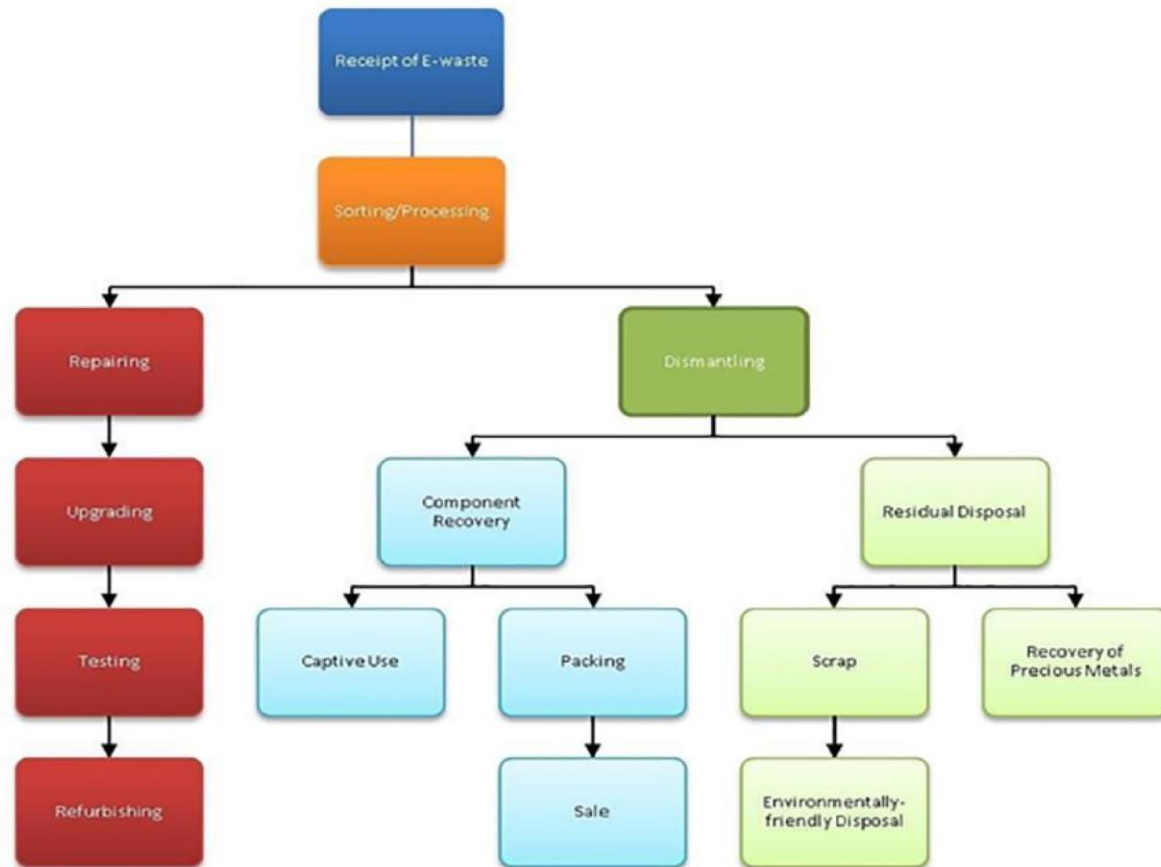 Receipt of E-waste
Sorting/Processing
Repairing
Dismantling
Upgrading
Component
Recovery
Residual Disposal
Testing
Captive Use
Packing
Scrap
Recovery of
Precious Metals
Refurbishing
Sale
Environmentally-
friendly Disposal